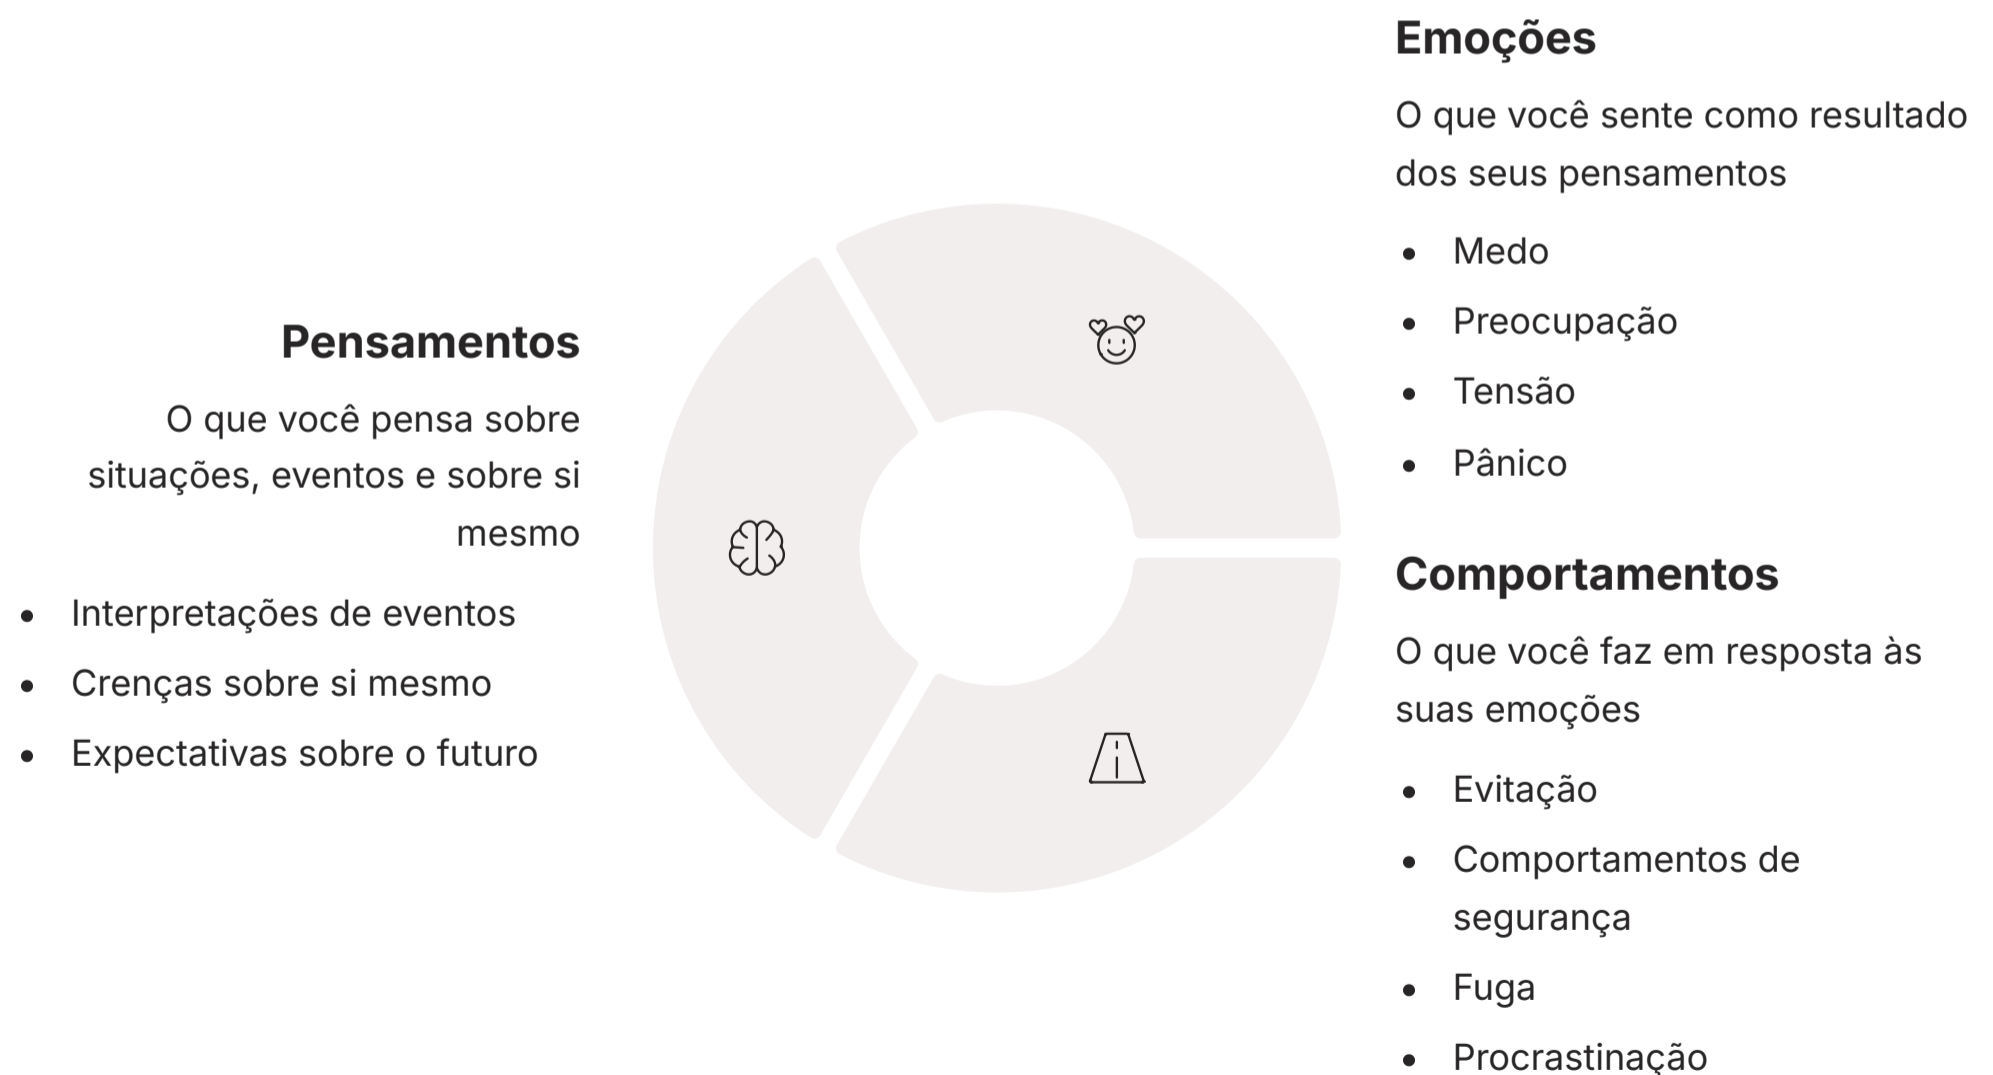 Pensamentos
O que você pensa sobre
situações, eventos e sobre si
mesmo
• Interpretações de eventos
• Crenças sobre si mesmo
• Expectativas sobre o futuro
Emoções
O que você sente como resultado
dos seus pensamentos
• Medo
• Preocupação
• Tensão
• Pânico
Comportamentos
O que você faz em resposta às
suas emoções
• Evitação
• Comportamentos de
segurança
• Fuga
• Procrastinação